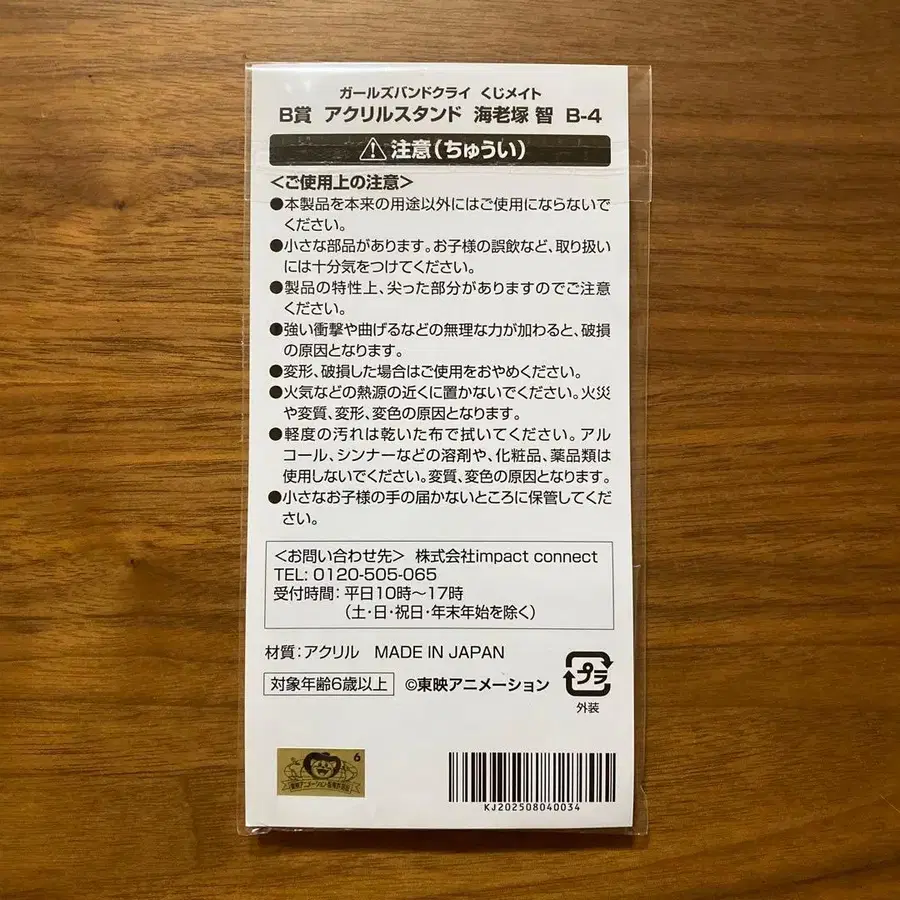 ガールズバンドクライ くじメイト
B賞 アクリルスタンド 海老塚 智 B-4
注意(ちゅうい)
＜ご使用上の注意＞
●本製品を本来の用途以外にはご使用にならないで
ください。
●小さな部品があります。お子様の誤飲など、取り扱い
には十分気をつけてください。
●製品の特性上、尖った部分がありますのでご注意
ください。
●強い衝撃や曲げるなどの無理な力が加わると、破損
の原因となります。
●変形、破損した場合はご使用をおやめください。
●火気などの熱源の近くに置かないでください。火災
や変質、変形、変色の原因となります。
●軽度の汚れは乾いた布で拭いてください。アル
コール、シンナーなどの溶剤や、化粧品、薬品類は
使用しないでください。変質、変色の原因となります。
●小さなお子様の手の届かないところに保管してくだ
さい。
＜お問い合わせ先＞ 株式会社impact connect
TEL: 0120-505-065
受付時間：平日10時〜17時
(土・日・祝日・年末年始を除く)
材質：アクリル MADE IN JAPAN
対象年齢6歳以上 ©東映アニメーション
プラ
外装
6
KJ202508040034